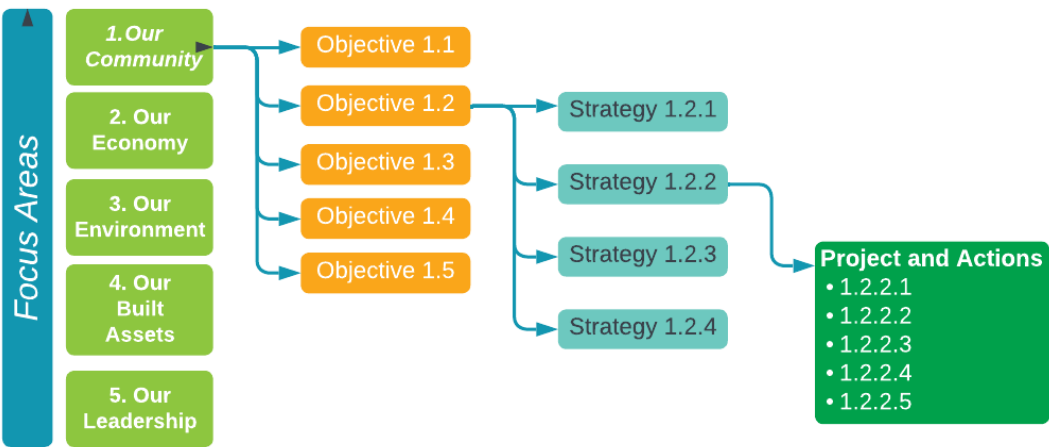 Focus Areas
1.Our
Community
2. Our
Economy
3. Our
Environment
4. Our
Built
Assets
5. Our
Leadership
Objective 1.1
Objective 1.2
Objective 1.3
Objective 1.4
Objective 1.5
Strategy 1.2.1
Strategy 1.2.2
Strategy 1.2.3
Strategy 1.2.4
Project and Actions
• 1.2.2.1
• 1.2.2.2
• 1.2.2.3
• 1.2.2.4
• 1.2.2.5